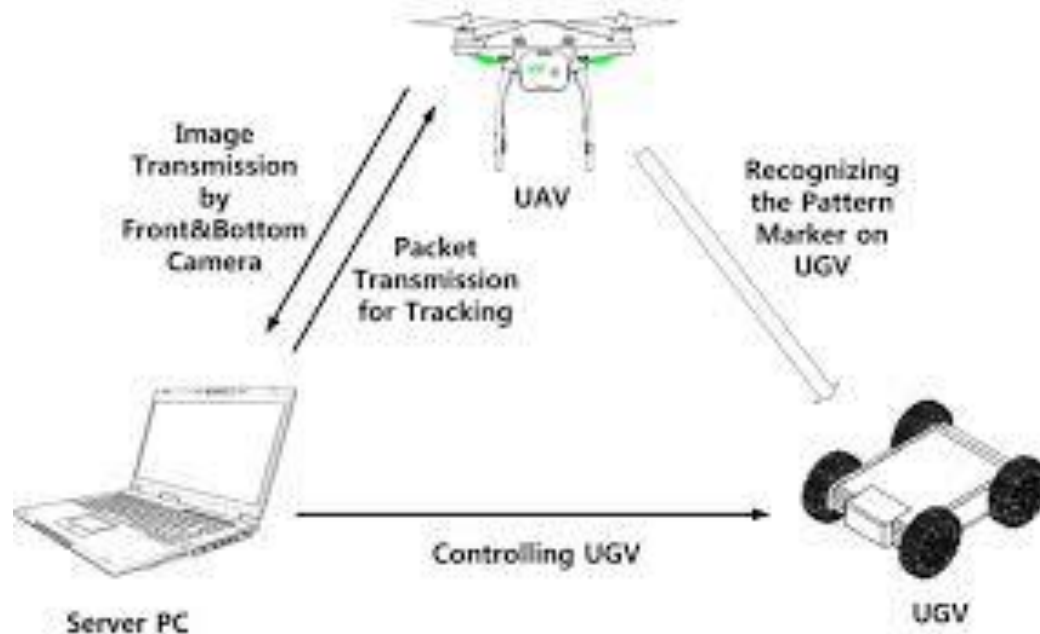 Image
Transmission
by
Front&Bottom
Camera
UAV
Packet
Transmission
for Tracking
Recognizing
the Pattern
Marker on
UGV
Controlling UGV
Server PC
UGV